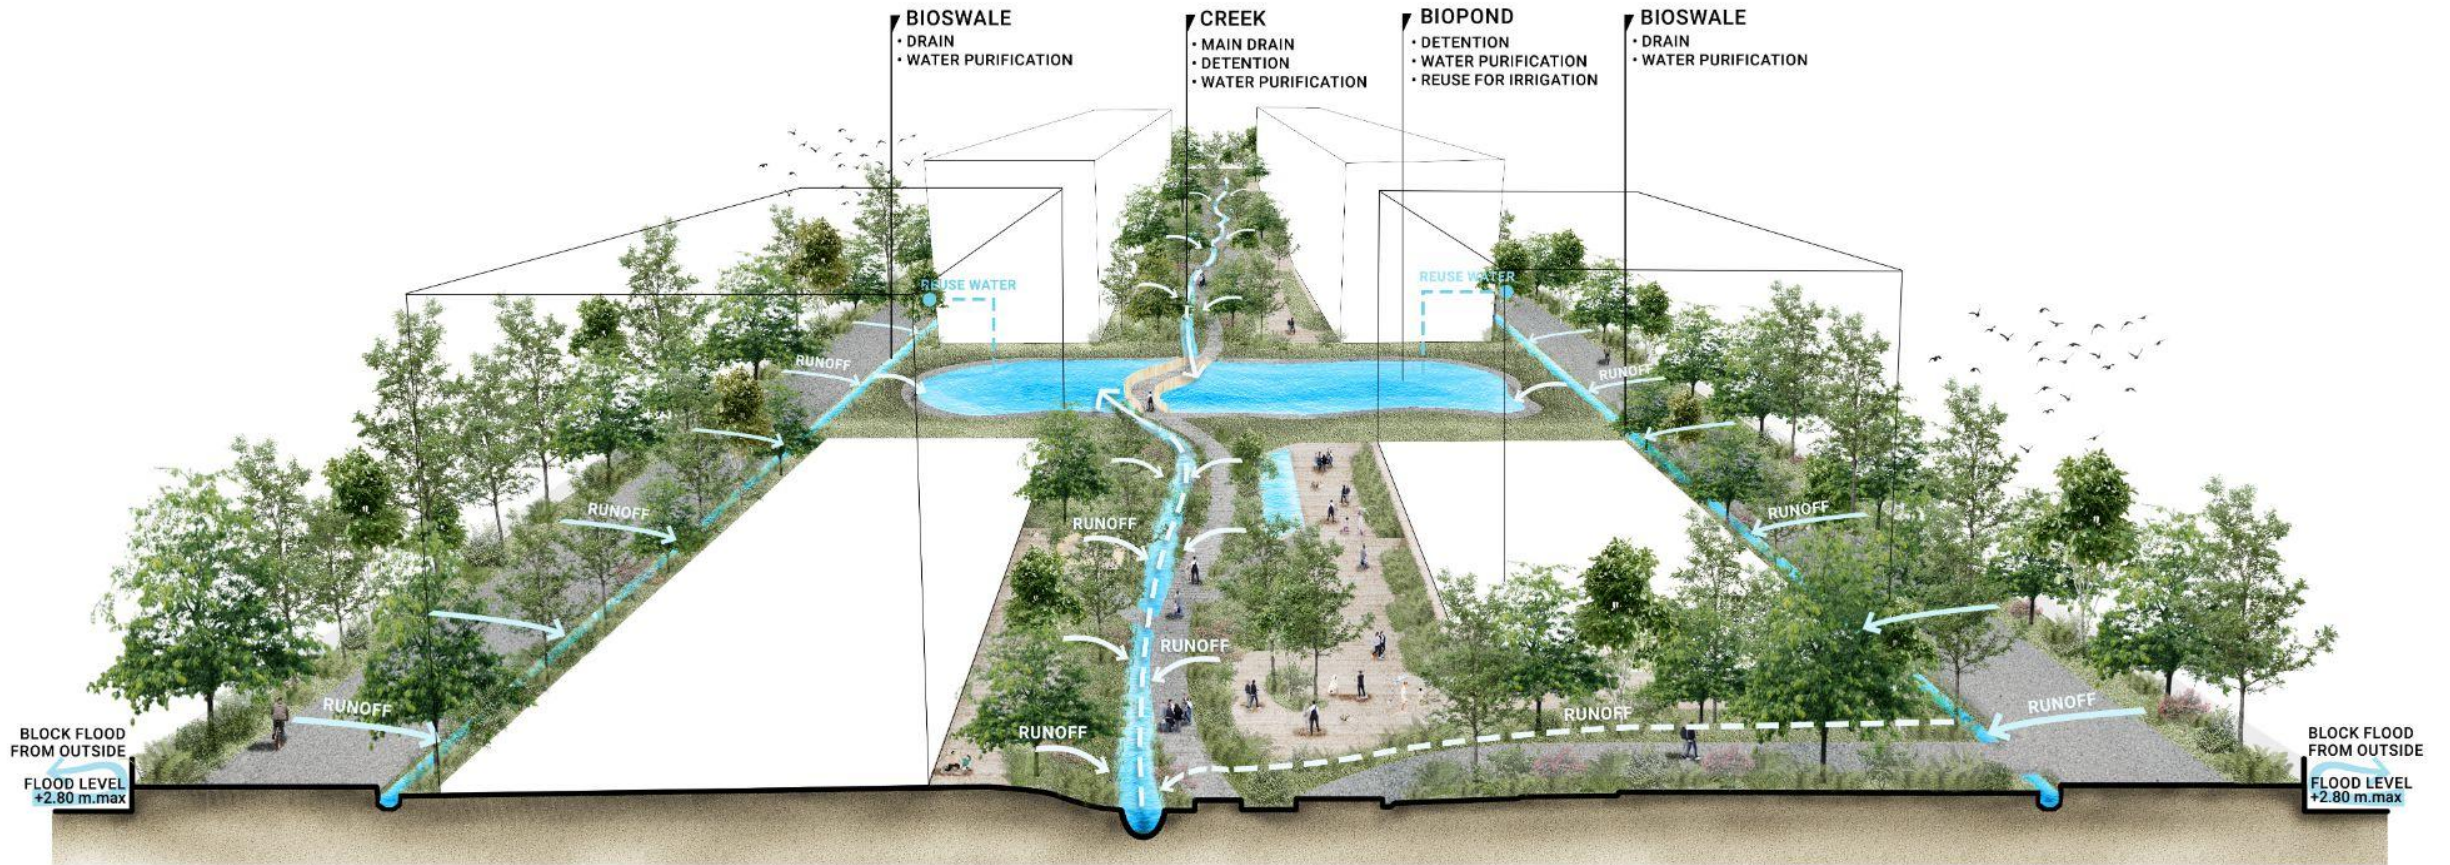 BIOSWALE
• DRAIN
• WATER PURIFICATION
CREEK
• MAIN DRAIN
• DETENTION
• WATER PURIFICATION
BIOPOND
• DETENTION
• WATER PURIFICATION
• REUSE FOR IRRIGATION
BIOSWALE
• DRAIN
• WATER PURIFICATION
REUSE WATER
REUSE WATER
RUNOFF
RUNOFF
RUNOFF
RUNOFF
RUNOFF
RUNOFF
RUNOFF
RUNOFF
RUNOFF
RUNOFF
BLOCK FLOOD
FROM OUTSIDE
FLOOD LEVEL
+2.80 m.max
BLOCK FLOOD
FROM OUTSIDE
FLOOD LEVEL
+2.80 m.max